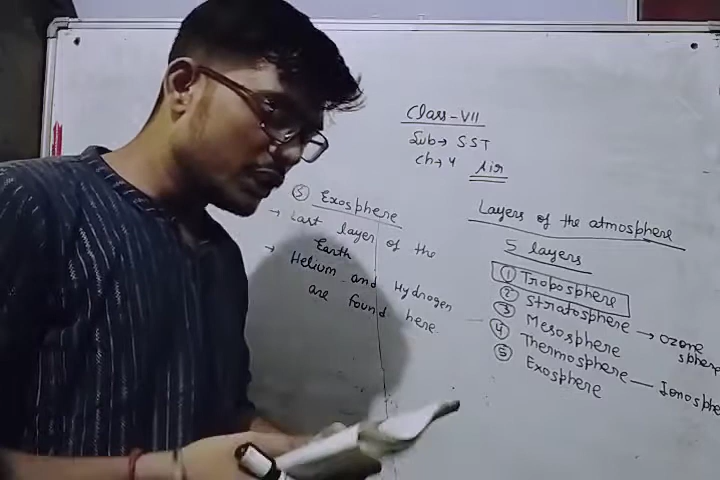 Class-VII
Sub→ SST
Ch→ 4 Air
⑤ Exosphere
→ Last layer of the
Earth
→ Helium and Hydrogen
are found here.
Layers of the atmosphere
5 layers
① Troposphere
② Stratosphere → Ozone
sphere
③ Mesosphere
④ Thermosphere — Ionosphe
⑤ Exosphere